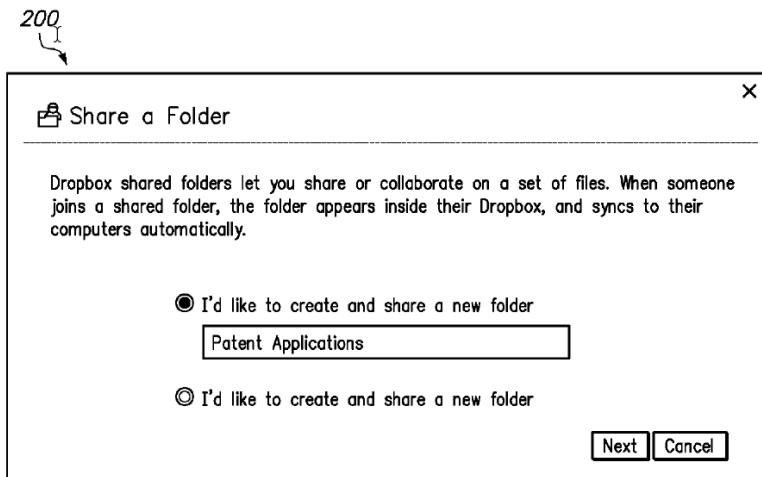 200
Share a Folder
Dropbox shared folders let you share or collaborate on a set of files. When someone
joins a shared folder, the folder appears inside their Dropbox, and syncs to their
computers automatically.
I'd like to create and share a new folder
Patent Applications
I'd like to create and share a new folder
Next Cancel